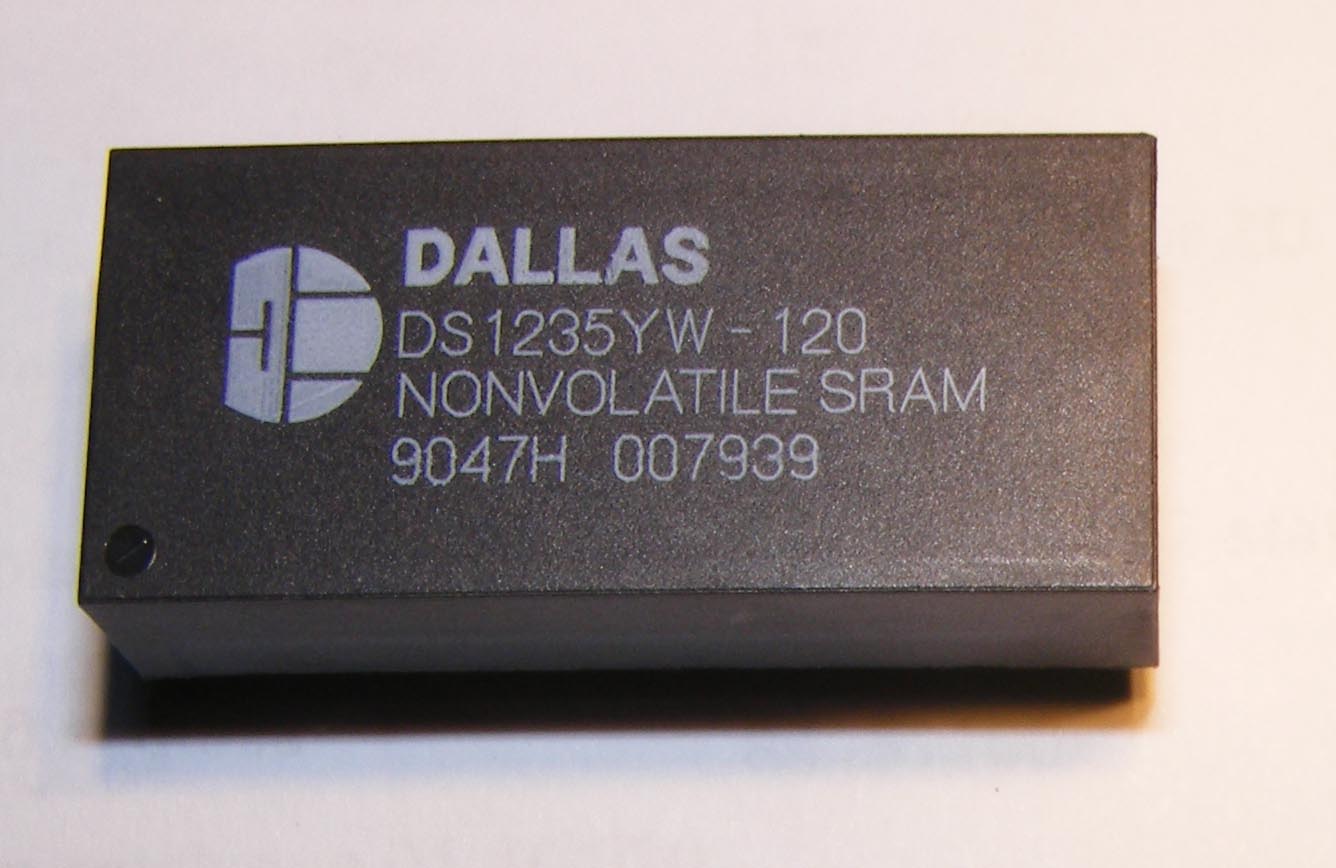 DALLAS
DS1235YW-120
NONVOLATILE SRAM
9047H 007939